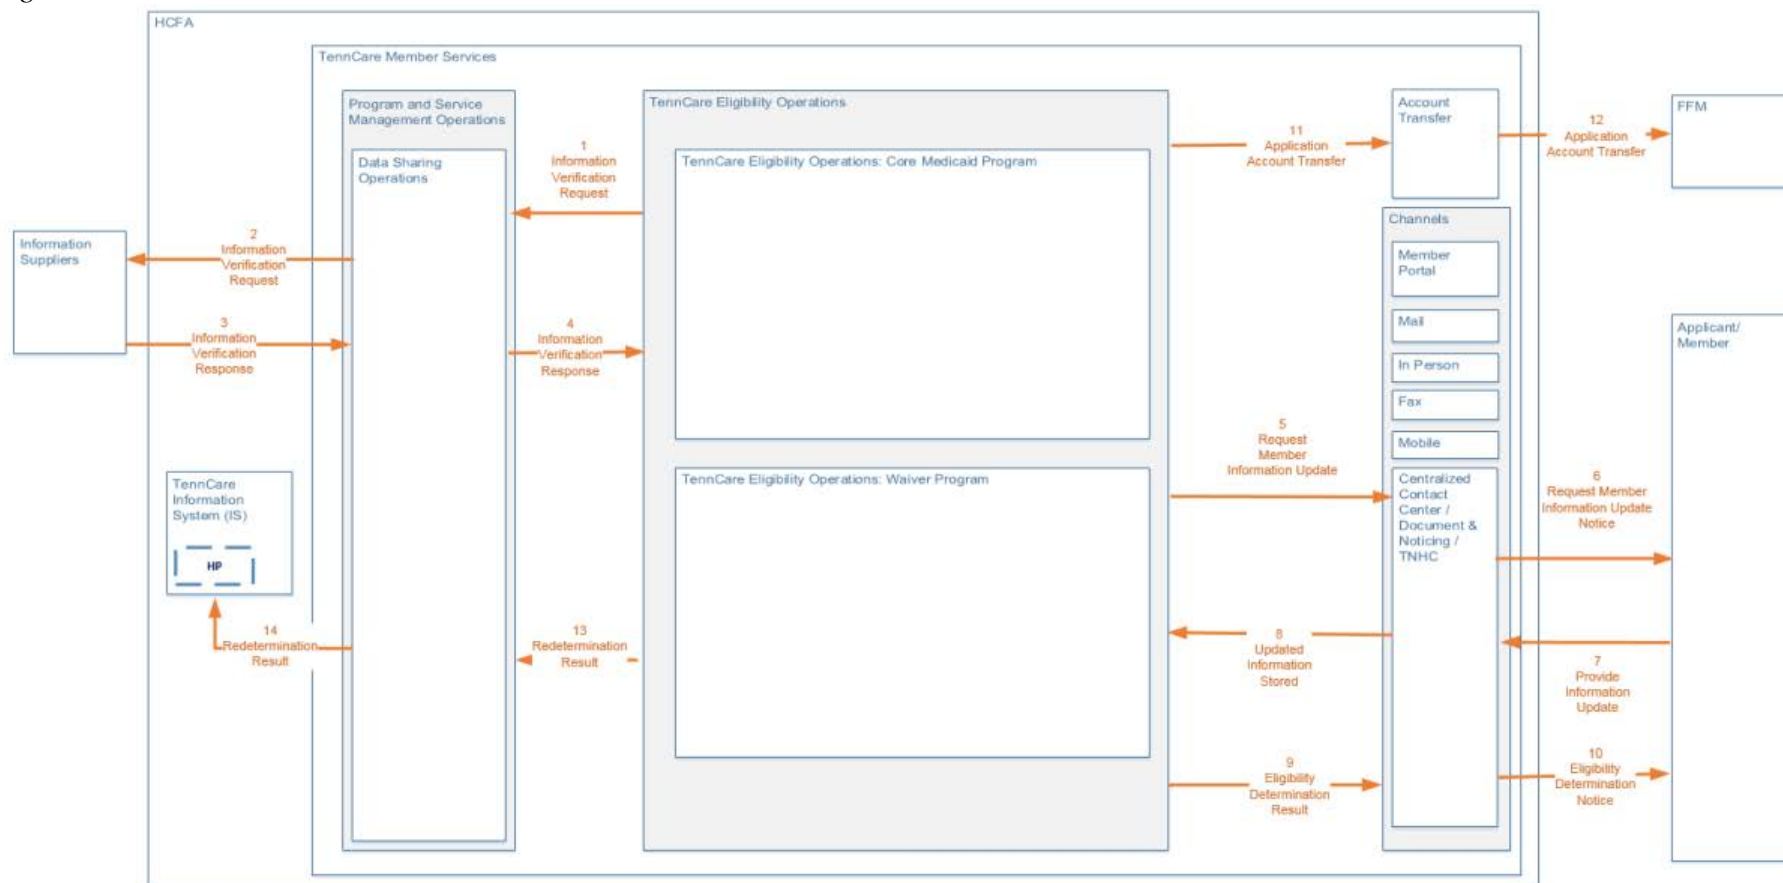 HCFA
TennCare Member Services
Program and Service
Management Operations
Data Sharing
Operations
1
Information
Verification
Request
TennCare Eligibility Operations
TennCare Eligibility Operations: Core Medicaid Program
11
Application
Account Transfer
Account
Transfer
12
Application
Account Transfer
FFM
Information
Suppliers
2
Information
Verification
Request
3
Information
Verification
Response
4
Information
Verification
Response
Channels
Member
Portal
Mail
In Person
Fax
Mobile
Applicant/
Member
5
Request
Member
Information Update
TennCare
Information
System (IS)
HP
TennCare Eligibility Operations: Waiver Program
Centralized
Contact
Center /
Document &
Noticing /
TNHC
6
Request Member
Information Update
Notice
14
Redetermination
Result
13
Redetermination
Result
8
Updated
Information
Stored
7
Provide
Information
Update
9
Eligibility
Determination
Result
10
Eligibility
Determination
Notice